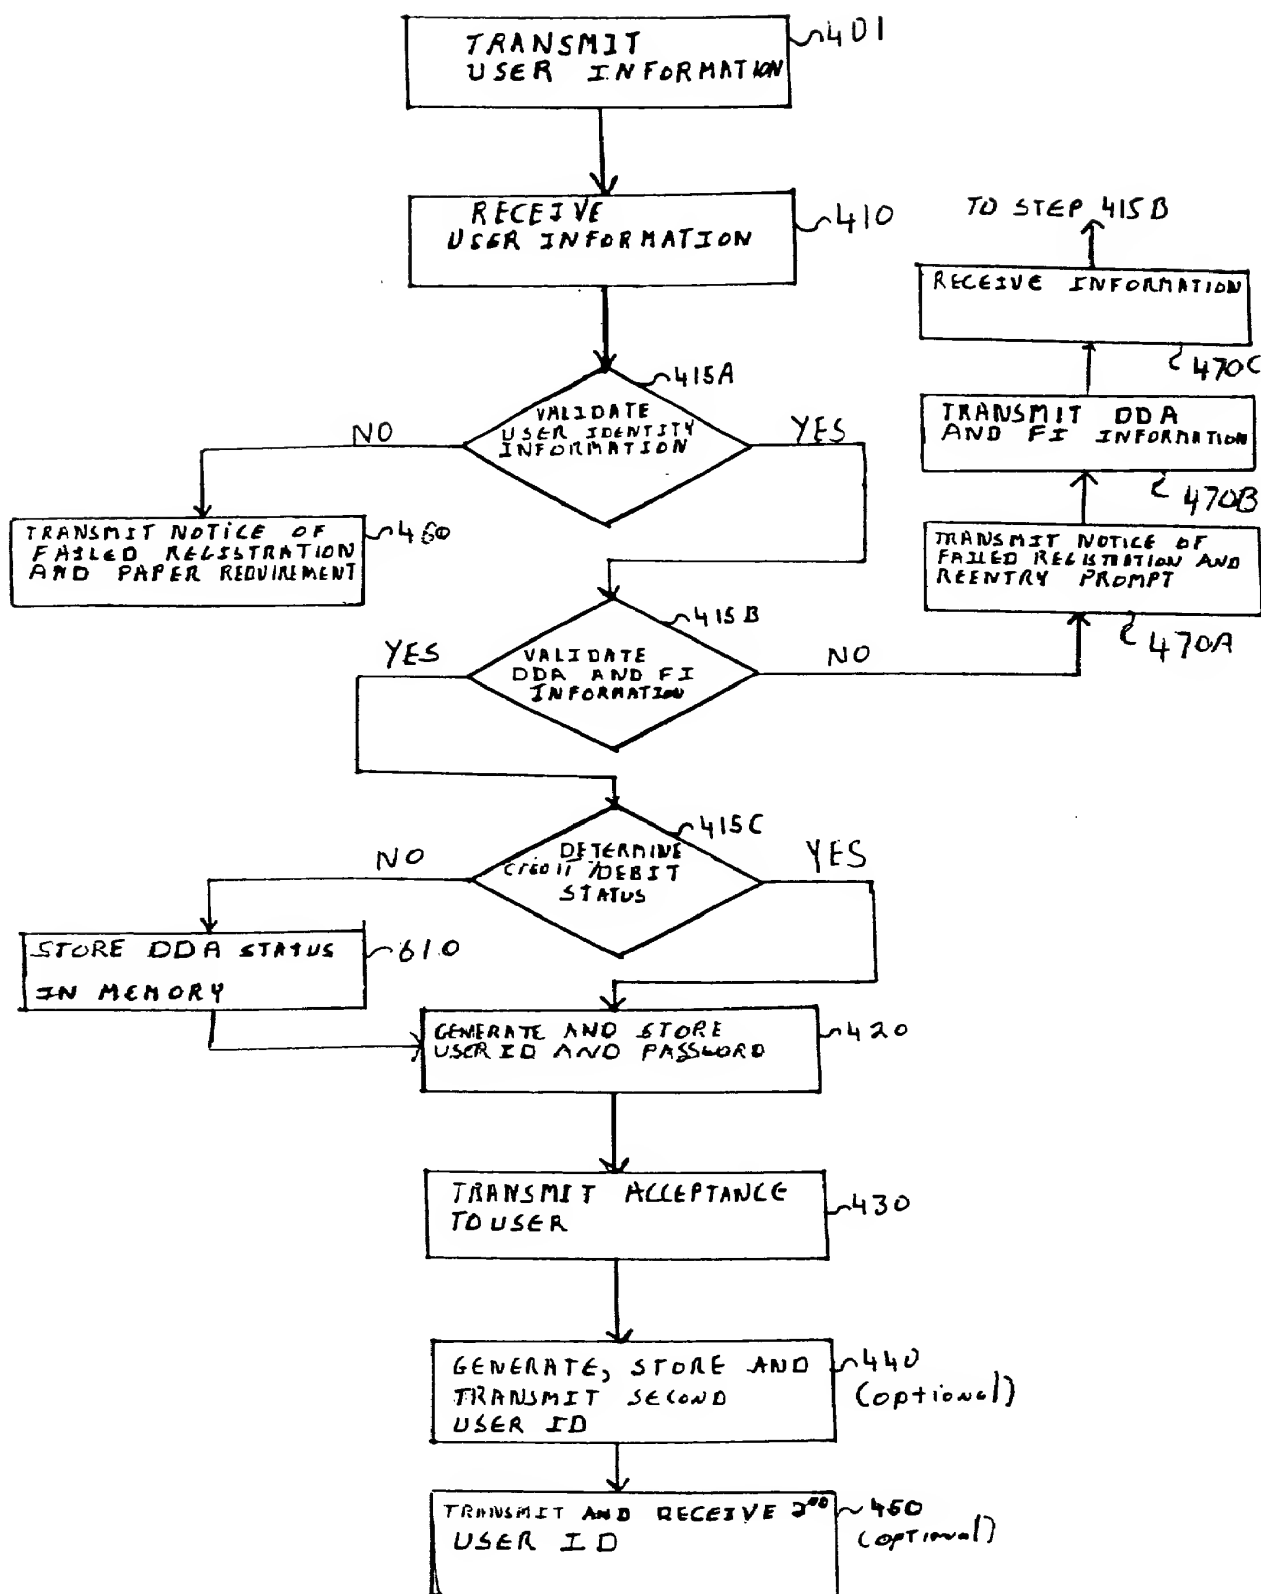 TRANSMIT
USER INFORMATION
401
RECEIVE
USER INFORMATION
410
TO STEP 415B
RECEIVE INFORMATION
470C
415A
VALIDATE
USER IDENTITY
INFORMATION
NO
YES
TRANSMIT DDA
AND FI INFORMATION
470B
TRANSMIT NOTICE OF
FAILED REGISTRATION
AND PAPER REQUIREMENT
460
TRANSMIT NOTICE OF
FAILED REGISTRATION AND
REENTRY PROMPT
470A
415B
VALIDATE
DDA AND FI
INFORMATION
YES
NO
415C
DETERMINE
CREDIT/DEBIT
STATUS
NO
YES
STORE DDA STATUS
IN MEMORY
610
GENERATE AND STORE
USER ID AND PASSWORD
420
TRANSMIT ACCEPTANCE
TO USER
430
GENERATE, STORE AND
TRANSMIT SECOND
USER ID
440
(optional)
TRANSMIT AND RECEIVE 2ND
USER ID
450
(optional)